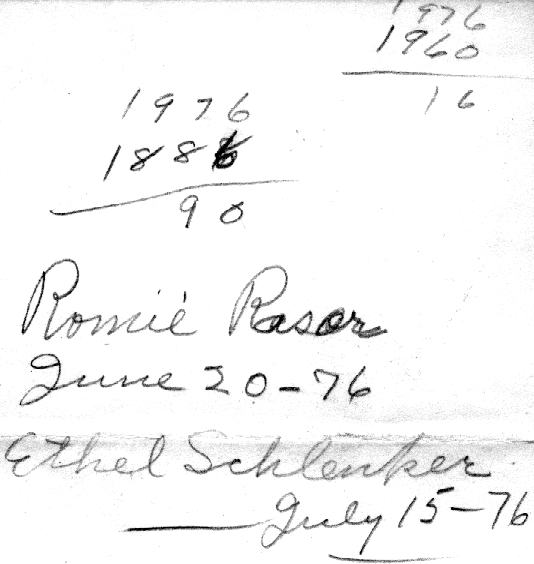 1976
1960
16
1976
1886
90
Romie Rasor
June 20-76
Ethel Schlenker
July 15-76